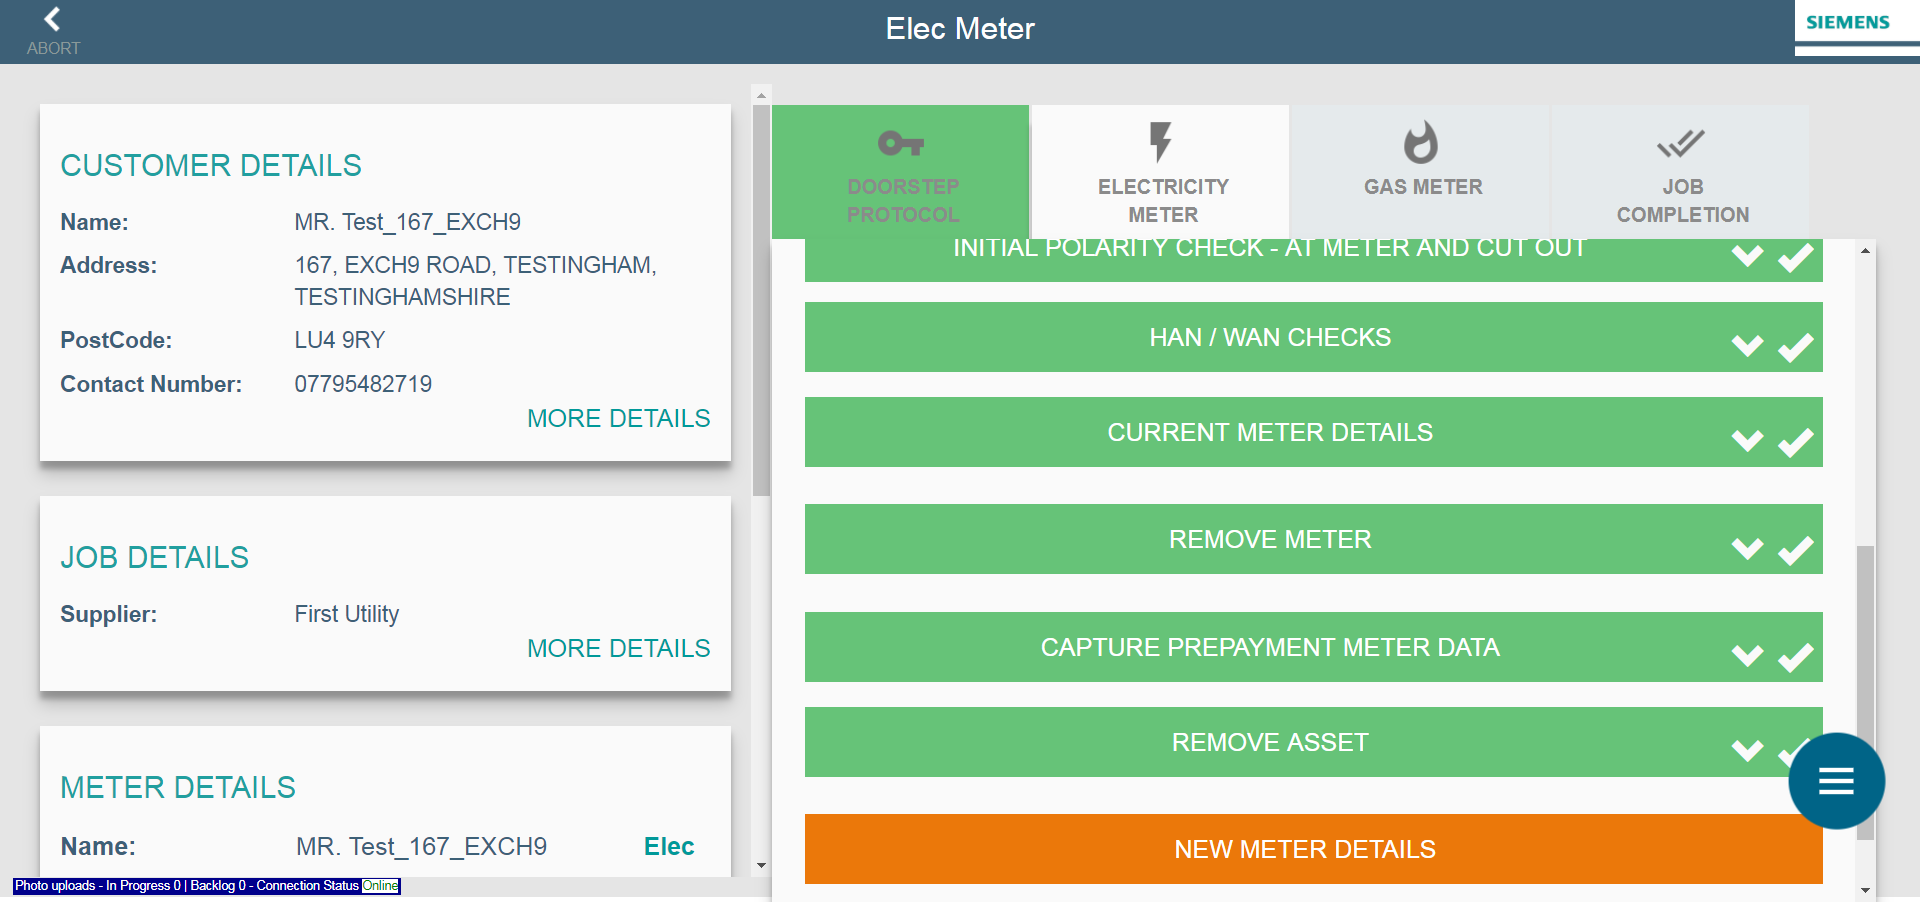 ABORT
Elec Meter
SIEMENS
CUSTOMER DETAILS
Name: MR. Test_167_EXCH9
Address: 167, EXCH9 ROAD, TESTINGHAM,
TESTINGHAMSHIRE
PostCode: LU4 9RY
Contact Number: 07795482719
MORE DETAILS
JOB DETAILS
Supplier: First Utility
MORE DETAILS
METER DETAILS
Name: MR. Test_167_EXCH9 Elec
Photo uploads - In Progress 0 | Backlog 0 - Connection Status Online
DOORSTEP
PROTOCOL
ELECTRICITY
METER
GAS METER
JOB
COMPLETION
INITIAL POLARITY CHECK - AT METER AND CUT OUT
HAN / WAN CHECKS
CURRENT METER DETAILS
REMOVE METER
CAPTURE PREPAYMENT METER DATA
REMOVE ASSET
NEW METER DETAILS